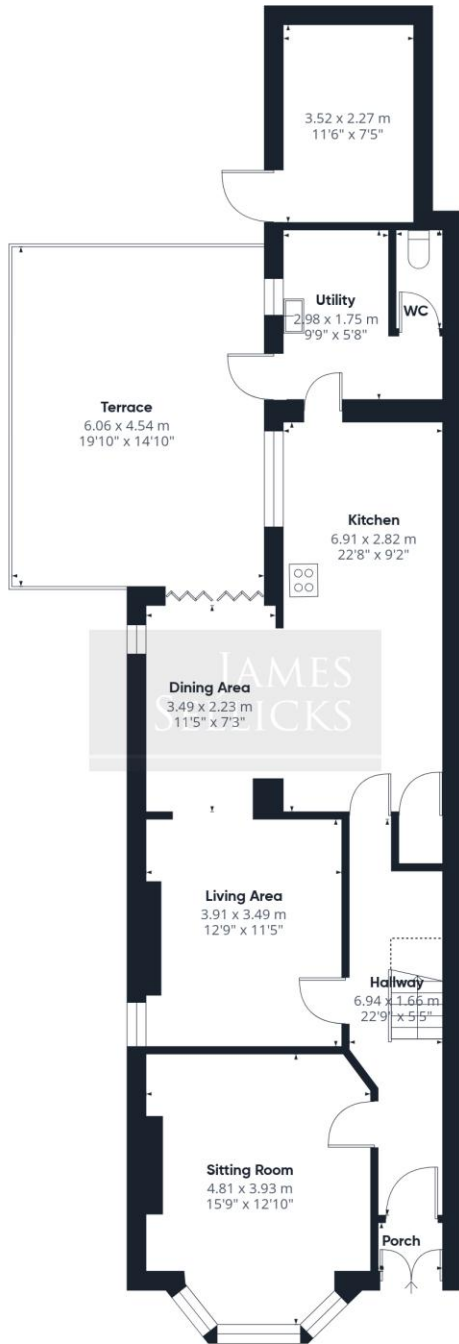 3.52 x 2.27 m
11'6" x 7'5"
Utility
2.98 x 1.75 m
9'9" x 5'8"
WC
Terrace
6.06 x 4.54 m
19'10" x 14'10"
Kitchen
6.91 x 2.82 m
22'8" x 9'2"
JAMES
SELLICKS
Dining Area
3.49 x 2.23 m
11'5" x 7'3"
Living Area
3.91 x 3.49 m
12'9" x 11'5"
Hallway
6.94 x 1.66 m
22'9" x 5'5"
Sitting Room
4.81 x 3.93 m
15'9" x 12'10"
Porch